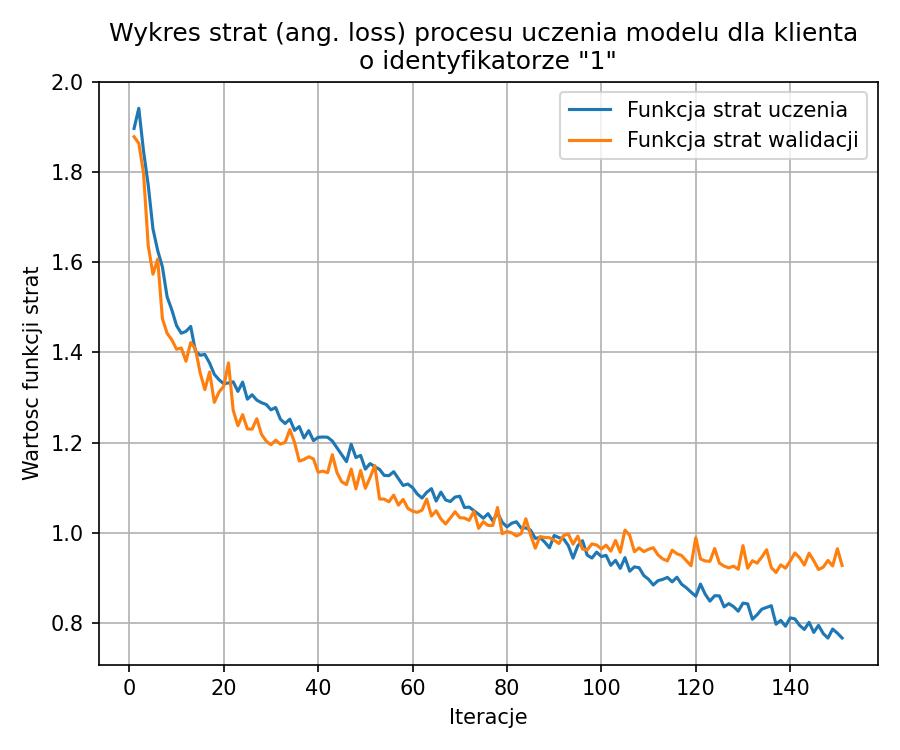 Wykres strat (ang. loss) procesu uczenia modelu dla klienta
o identyfikatorze "1"
Funkcja strat uczenia
Funkcja strat walidacji
Wartosc funkcji strat
2.0
1.8
1.6
1.4
1.2
1.0
0.8
0 20 40 60 80 100 120 140
Iteracje